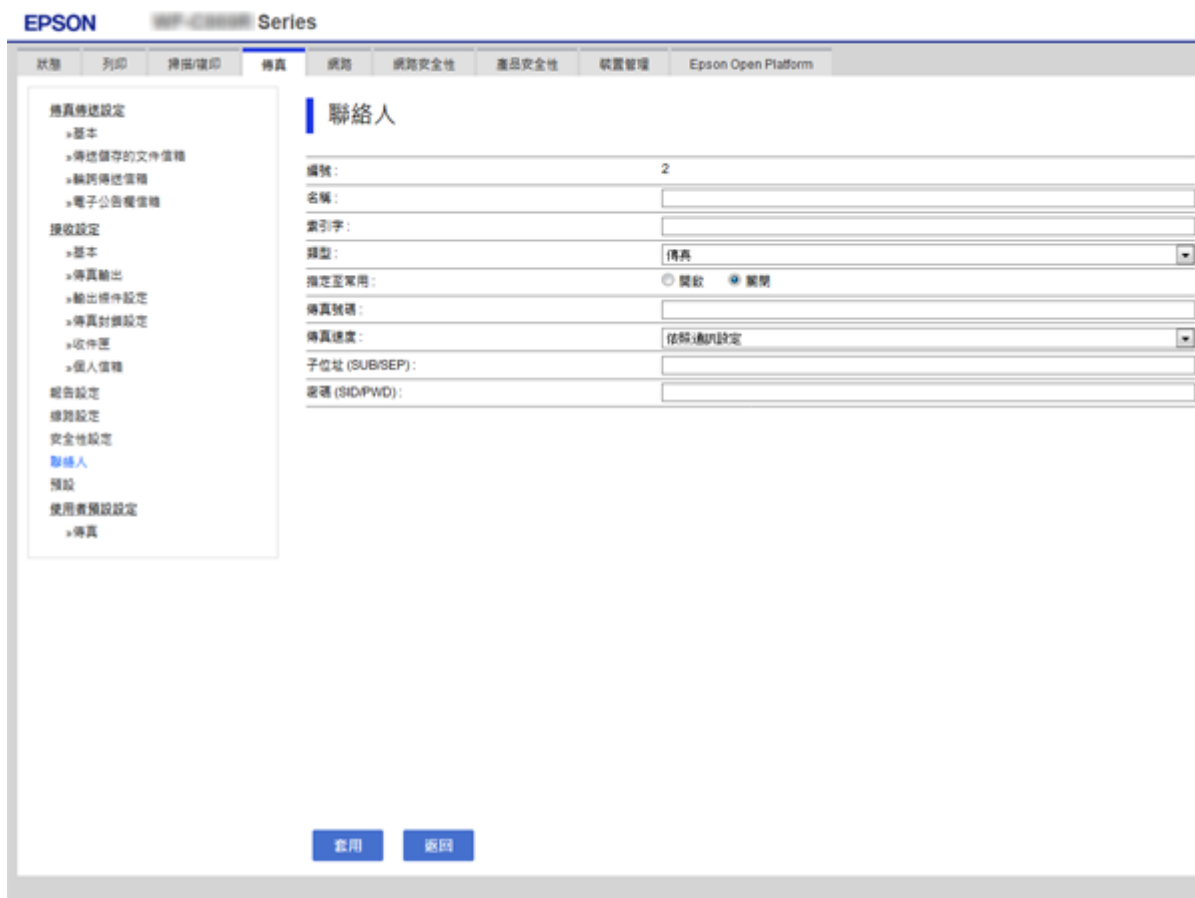 EPSON Series
狀態 列印 掃描/複印 傳真 網路 網路安全性 產品安全性 裝置管理 Epson Open Platform
傳真傳送設定
»基本
»傳送儲存的文件信箱
»輪詢傳送信箱
»電子公告欄信箱
接收設定
»基本
»傳真輸出
»輸出條件設定
»傳真封鎖設定
»收件匣
»個人信箱
報告設定
線路設定
安全性設定
聯絡人
預設
使用者預設設定
»傳真
聯絡人
編號: 2
名稱:
索引字:
類型: 傳真
指定至常用: 開啟 關閉
傳真號碼:
傳真速度: 依照通訊設定
子位址 (SUB/SEP):
密碼 (SID/PWD):
套用 返回